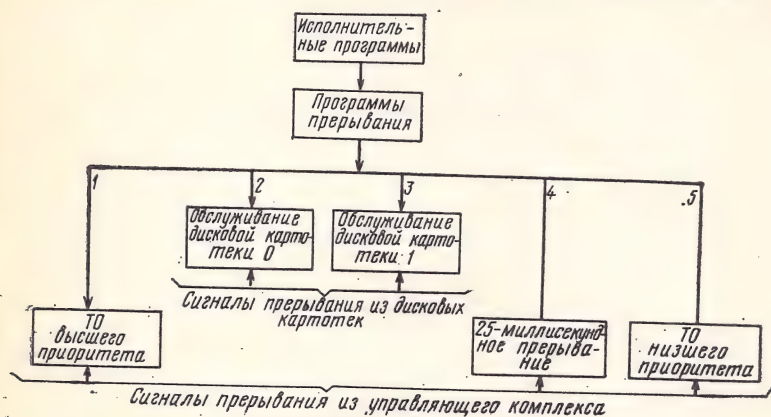 Исполнитель-
ные программы
Программы
прерывания
1
2
3
4
5
Обслуживание
дисковой карто-
теки 0
Обслуживание
дисковой карто-
теки 1
Сигналы прерывания из дисковых
картотек
ТО
высшего
приоритета
25-миллисекунд-
ное прерыва-
ние
ТО
низшего
приоритета
Сигналы прерывания из управляющего комплекса